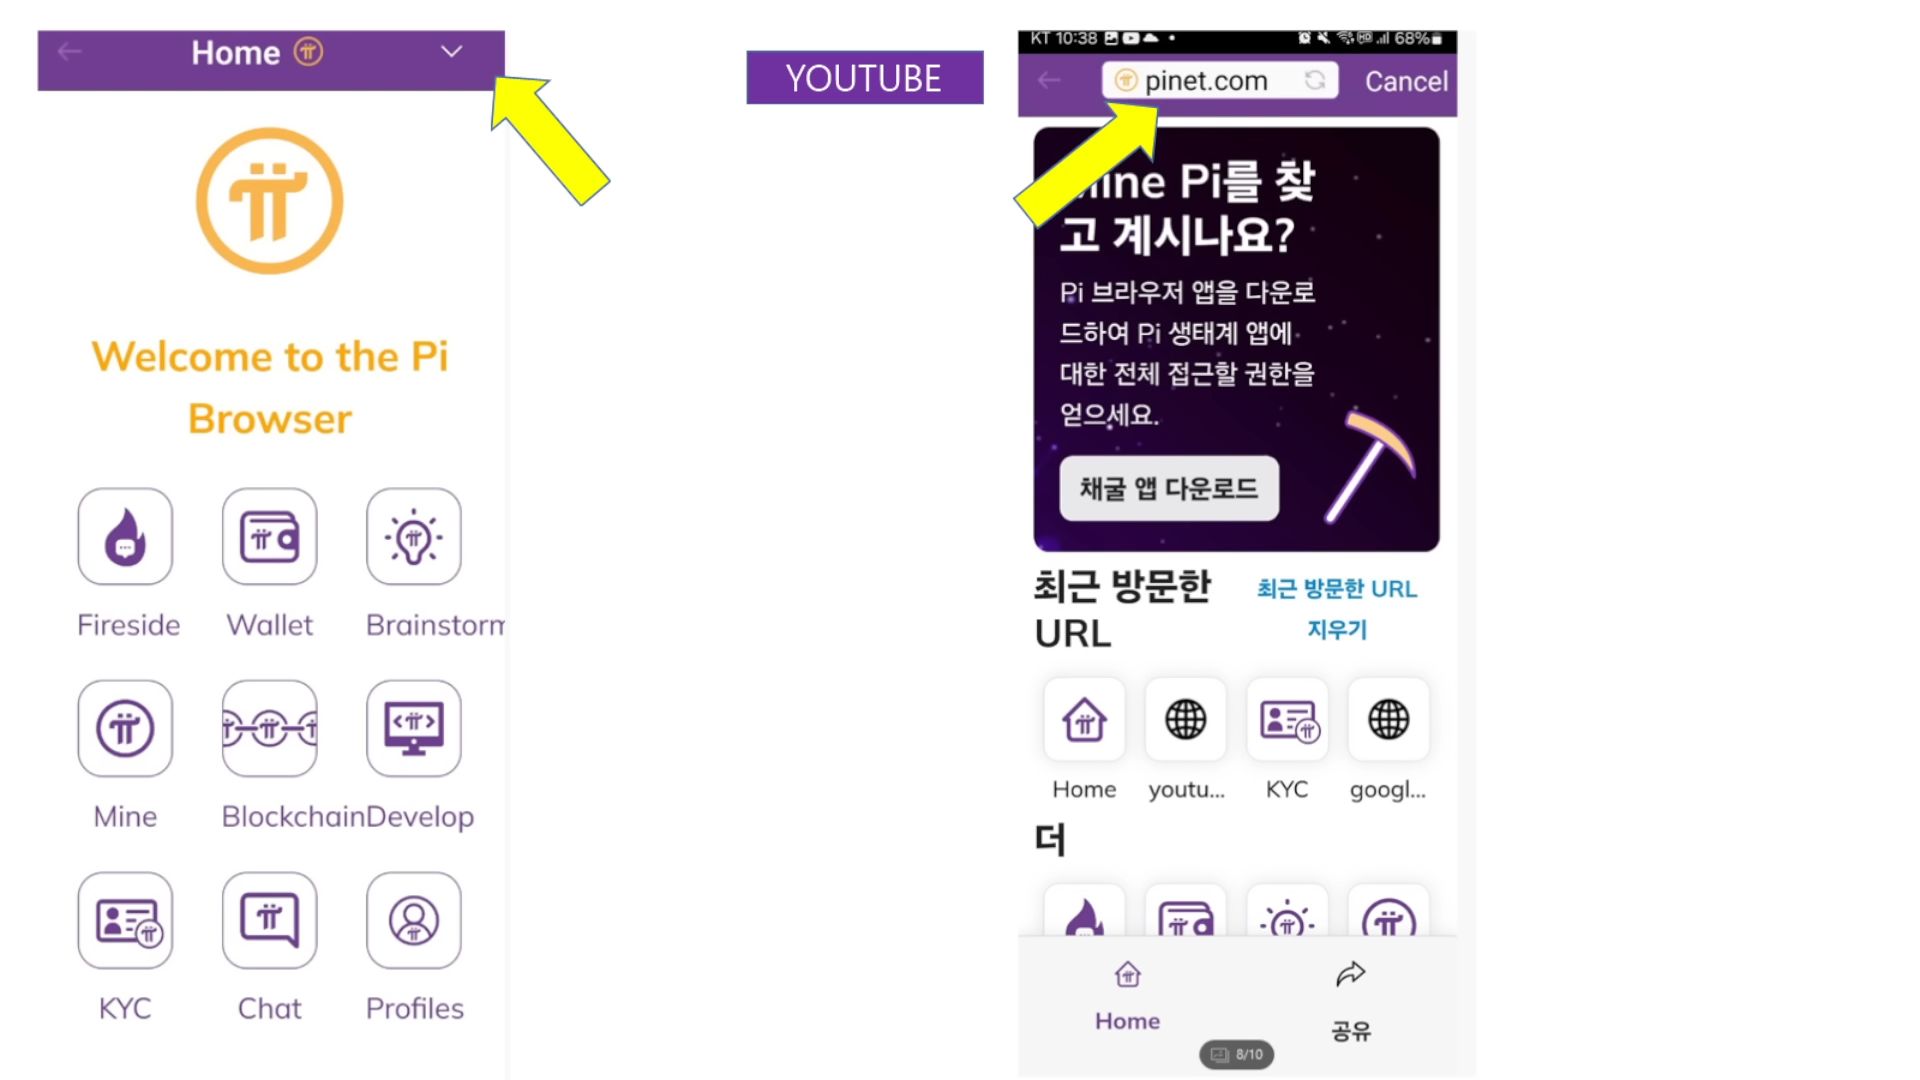 Home
Welcome to the Pi
Browser
Fireside
Wallet
Brainstorm
Mine
Blockchain
Develop
KYC
Chat
Profiles
YOUTUBE
KT 10:38
68%
pinet.com
Cancel
Mine Pi를 찾
고 계시나요?
Pi 브라우저 앱을 다운로
드하여 Pi 생태계 앱에
대한 전체 접근할 권한을
얻으세요.
채굴 앱 다운로드
최근 방문한
URL
최근 방문한 URL
지우기
Home
youtu...
KYC
googl...
더
Home
공유
8/10